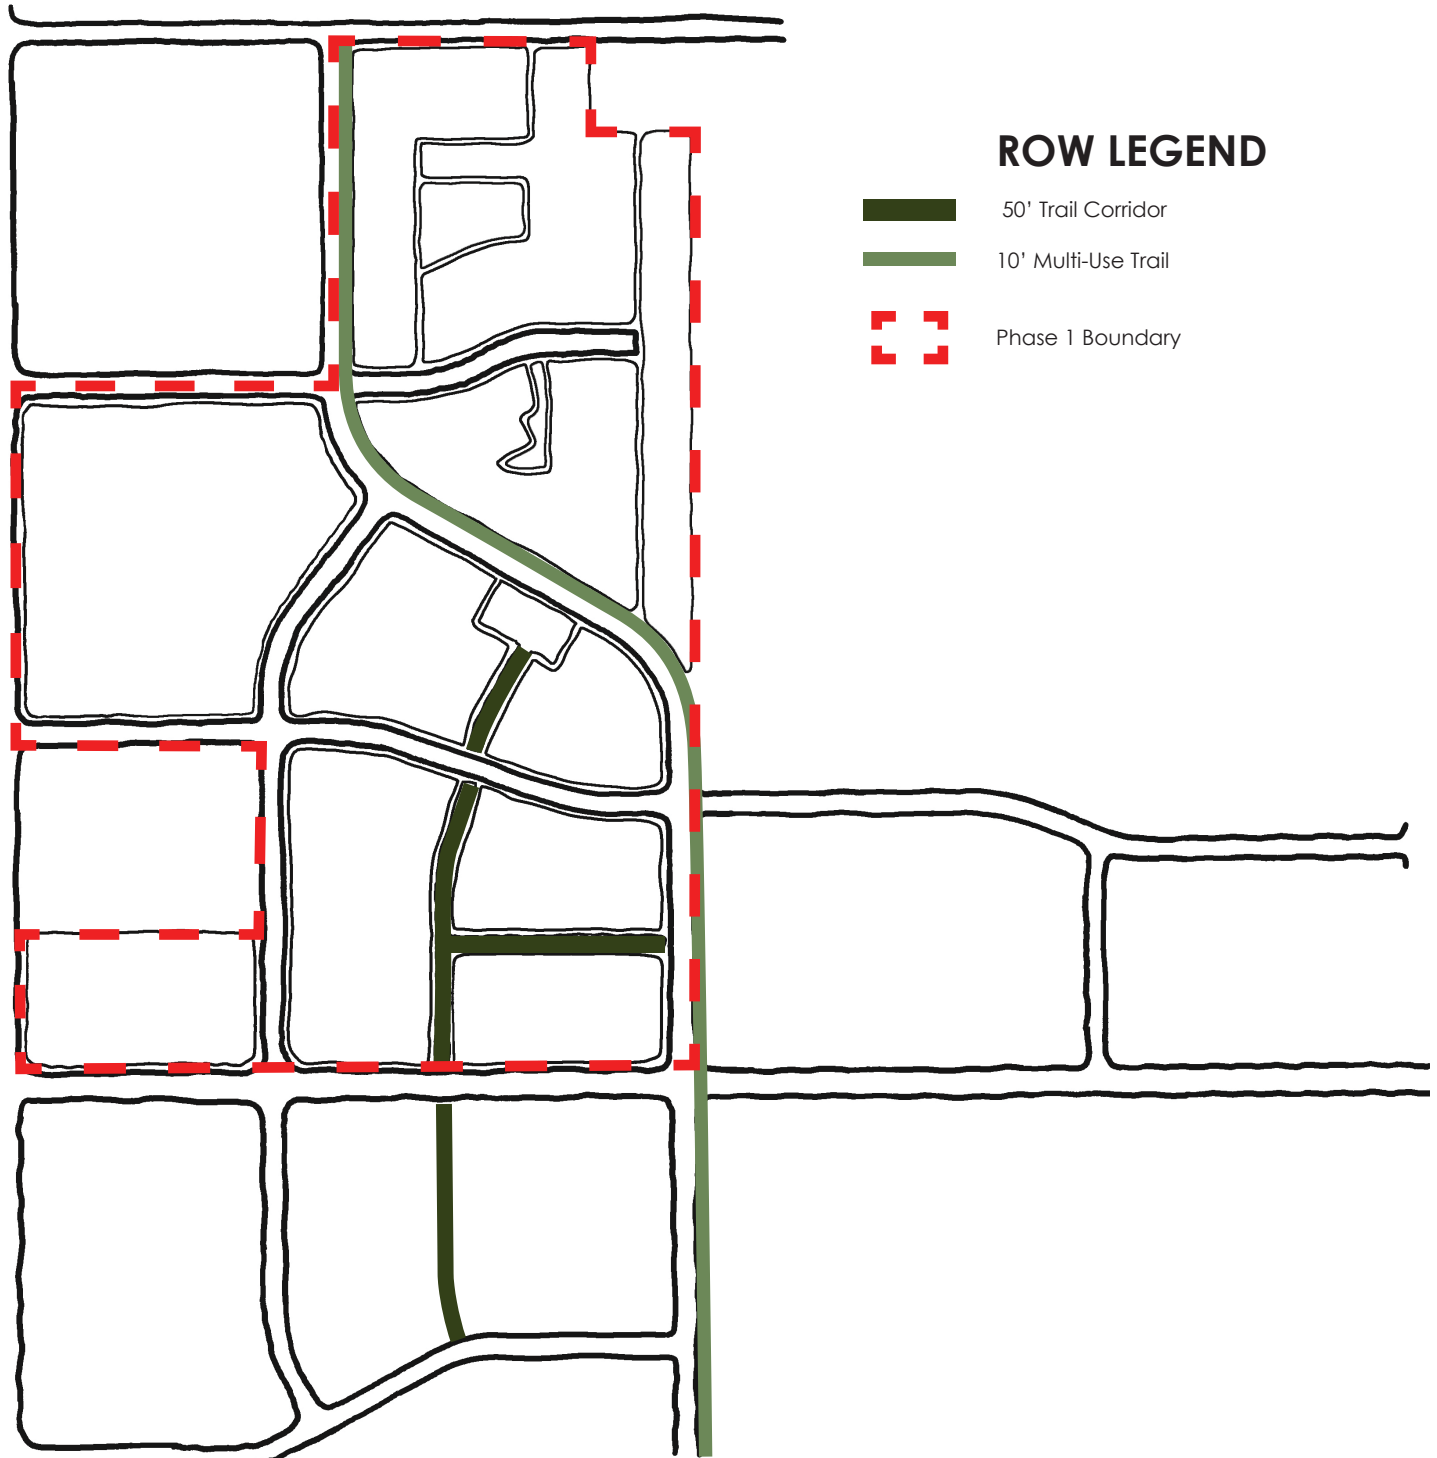 ROW LEGEND
50’ Trail Corridor
10’ Multi-Use Trail
Phase 1 Boundary